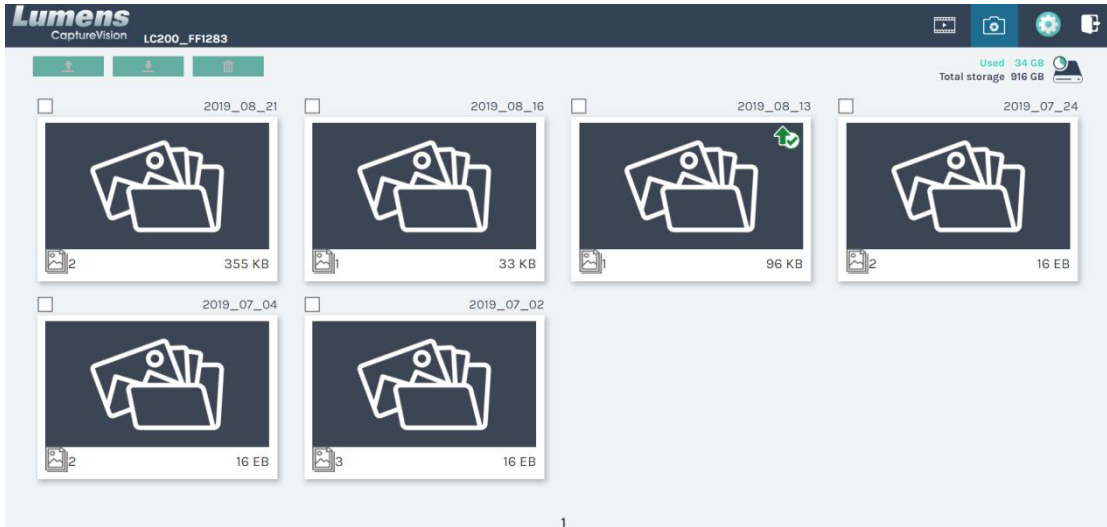 Lumens
CaptureVision LC200_FF1283
Used 34 GB
Total storage 916 GB
2019_08_21
2 355 KB
2019_08_16
1 33 KB
2019_08_13
1 96 KB
2019_07_24
2 16 EB
2019_07_04
2 16 EB
2019_07_02
3 16 EB
1